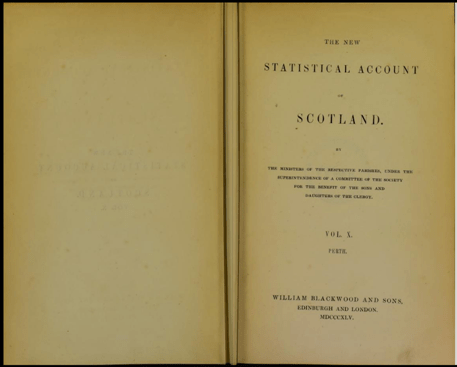 THE NEW
STATISTICAL ACCOUNT
OF
SCOTLAND.
BY
THE MINISTERS OF THE RESPECTIVE PARISHES, UNDER THE
SUPERINTENDENCE OF A COMMITTEE OF THE SOCIETY
FOR THE BENEFIT OF THE SONS AND
DAUGHTERS OF THE CLERGY.
VOL. X.
PERTH.
WILLIAM BLACKWOOD AND SONS,
EDINBURGH AND LONDON.
MDCCCXLV.